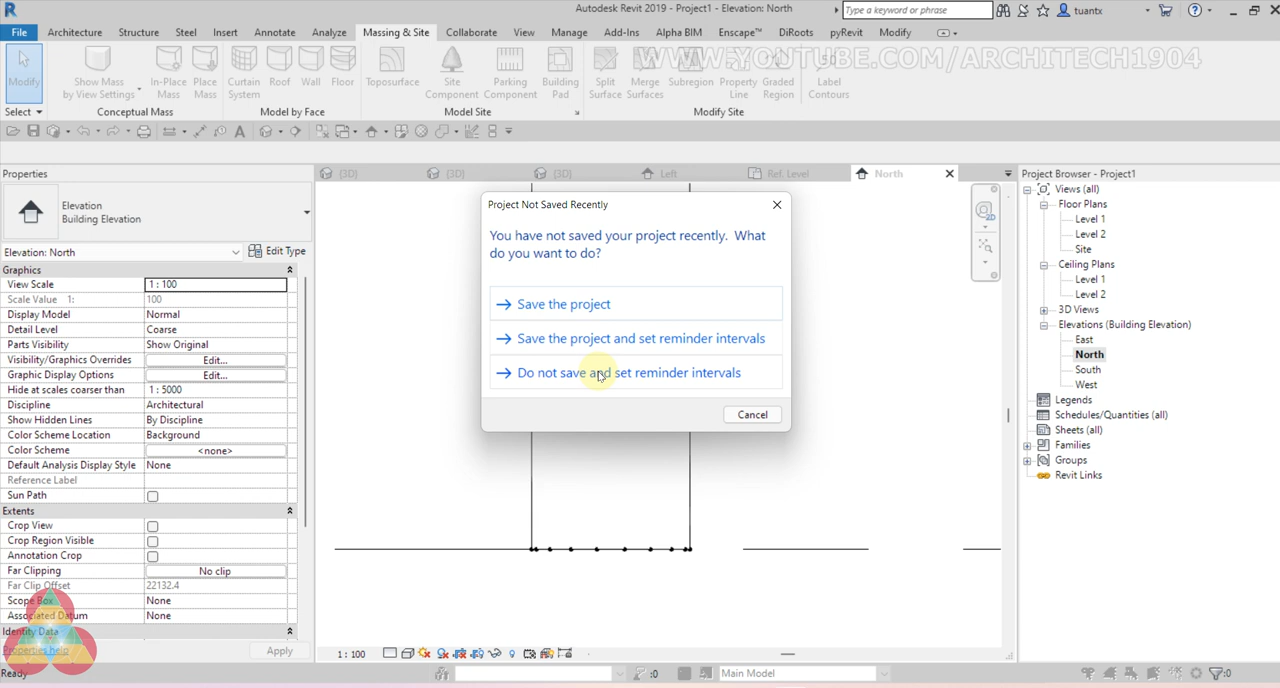 Autodesk Revit 2019 - Project1 - Elevation: North
Type a keyword or phrase
tuantx
File Architecture Structure Steel Insert Annotate Analyze Massing & Site Collaborate View Manage Add-Ins Alpha BIM Enscape™ DiRoots pyRevit Modify
WWW.YOUTUBE.COM/ARCHITECH1904
Modify
Show Mass
by View Settings
In-Place
Mass
Place
Mass
Curtain
System
Roof
Wall
Floor
Toposurface
Site
Component
Parking
Component
Building
Pad
Split
Surface
Merge
Surfaces
Subregion
Property
Line
Graded
Region
Label
Contours
Select
Conceptual Mass
Model by Face
Model Site
Modify Site
Properties
(3D)
(3D)
(3D)
Left
Ref. Level
North
Project Browser - Project1
Elevation
Building Elevation
Elevation: North
Edit Type
Graphics
View Scale 1 : 100
Scale Value 1: 100
Display Model Normal
Detail Level Coarse
Parts Visibility Show Original
Visibility/Graphics Overrides Edit...
Graphic Display Options Edit...
Hide at scales coarser than 1 : 5000
Discipline Architectural
Show Hidden Lines By Discipline
Color Scheme Location Background
Color Scheme <none>
Default Analysis Display Style None
Reference Label
Sun Path
Extents
Crop View
Crop Region Visible
Annotation Crop
Far Clipping No clip
Far Clip Offset 22132.4
Scope Box None
Associated Datum None
Identity Data
Properties help
Apply
Project Not Saved Recently
You have not saved your project recently. What
do you want to do?
Save the project
Save the project and set reminder intervals
Do not save and set reminder intervals
Cancel
2D
Views (all)
Floor Plans
Level 1
Level 2
Site
Ceiling Plans
Level 1
Level 2
3D Views
Elevations (Building Elevation)
East
North
South
West
Legends
Schedules/Quantities (all)
Sheets (all)
Families
Groups
Revit Links
1 : 100
Ready
:0
Main Model
:0